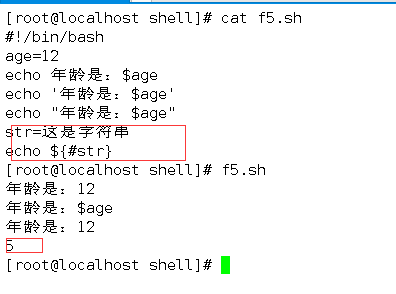 [root@localhost shell]# cat f5.sh
#!/bin/bash
age=12
echo 年龄是：$age
echo '年龄是：$age'
echo "年龄是：$age"
str=这是字符串
echo ${#str}
[root@localhost shell]# f5.sh
年龄是：12
年龄是：$age
年龄是：12
5
[root@localhost shell]#